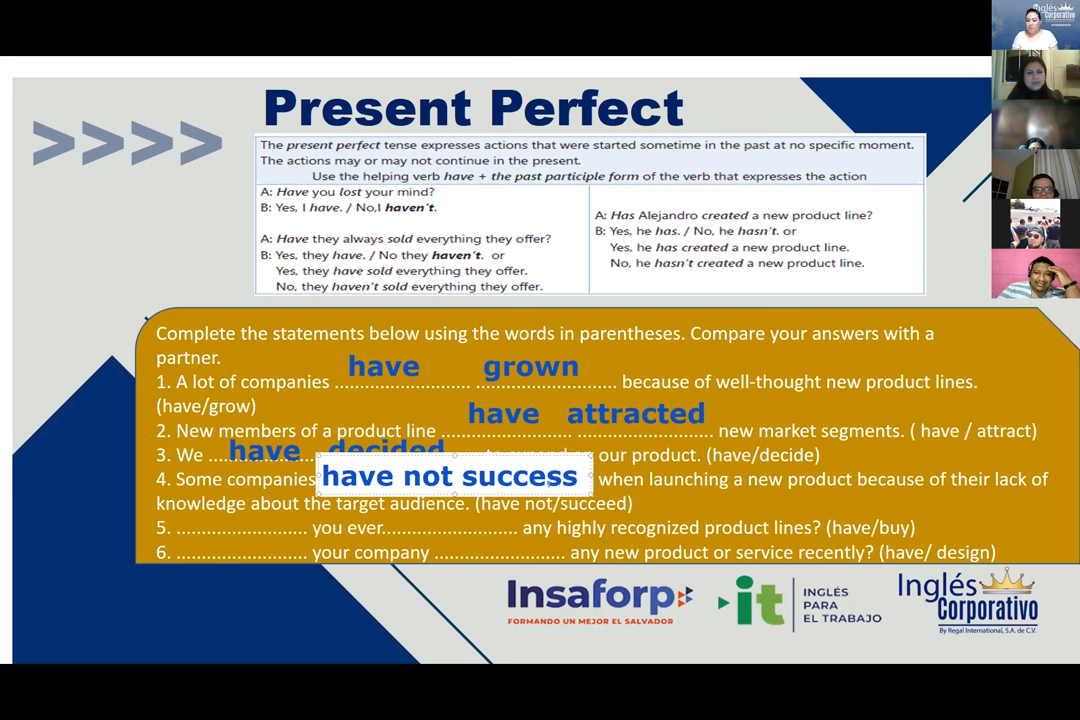 Inglés
Corporativo
>>>> Present Perfect
The present perfect tense expresses actions that were started sometime in the past at no specific moment.
The actions may or may not continue in the present.
Use the helping verb have + the past participle form of the verb that expresses the action
A: Have you lost your mind?
B: Yes, I have. / No,I haven't.
A: Have they always sold everything they offer?
B: Yes, they have. / No they haven't. or
Yes, they have sold everything they offer.
No, they haven't sold everything they offer.
A: Has Alejandro created a new product line?
B: Yes, he has. / No, he hasn't. or
Yes, he has created a new product line.
No, he hasn't created a new product line.
Complete the statements below using the words in parentheses. Compare your answers with a
partner.
have grown
1. A lot of companies .......................... ............................ because of well-thought new product lines.
(have/grow)
have attracted
2. New members of a product line .......................... ........................... new market segments. ( have / attract)
have decided
3. We ..................... our product. (have/decide)
4. Some companies have not success when launching a new product because of their lack of
knowledge about the target audience. (have not/succeed)
5. .......................... you ever........................... any highly recognized product lines? (have/buy)
6. .......................... your company .......................... any new product or service recently? (have/ design)
Insaforp
FORMANDO UN MEJOR EL SALVADOR
it
INGLÉS
PARA
EL TRABAJO
Inglés
Corporativo
By Regal International, S.A. de C.V.